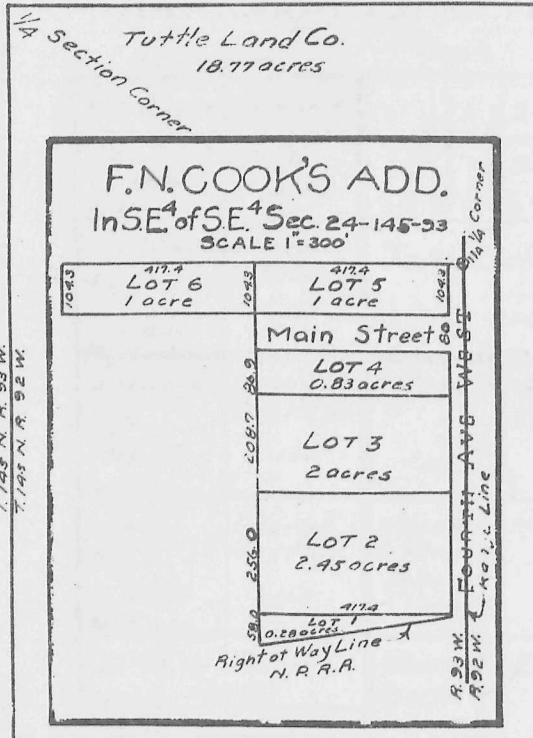 1/4 Section Corner
Tuttle Land Co.
18.77 acres
F.N. COOK'S ADD.
In S.E.4 of S.E.4 Sec. 24-145-93
SCALE 1"=300'
1/4 1/4 Corner
417.4
417.4
104.3
LOT 6
1 acre
104.3
LOT 5
1 acre
104.3
Main Street
80
LOT 4
0.83 acres
86.9
LOT 3
2 acres
208.7
LOT 2
2.45 acres
256.0
417.4
LOT 1
0.28 acres
58.0
Right of Way Line
N. P. R. R.
FOURTH AVE WEST
Line
R. 93 W.
R. 92 W.
T. 145 N. R. 93 W.
T. 145 N. R. 92 W.